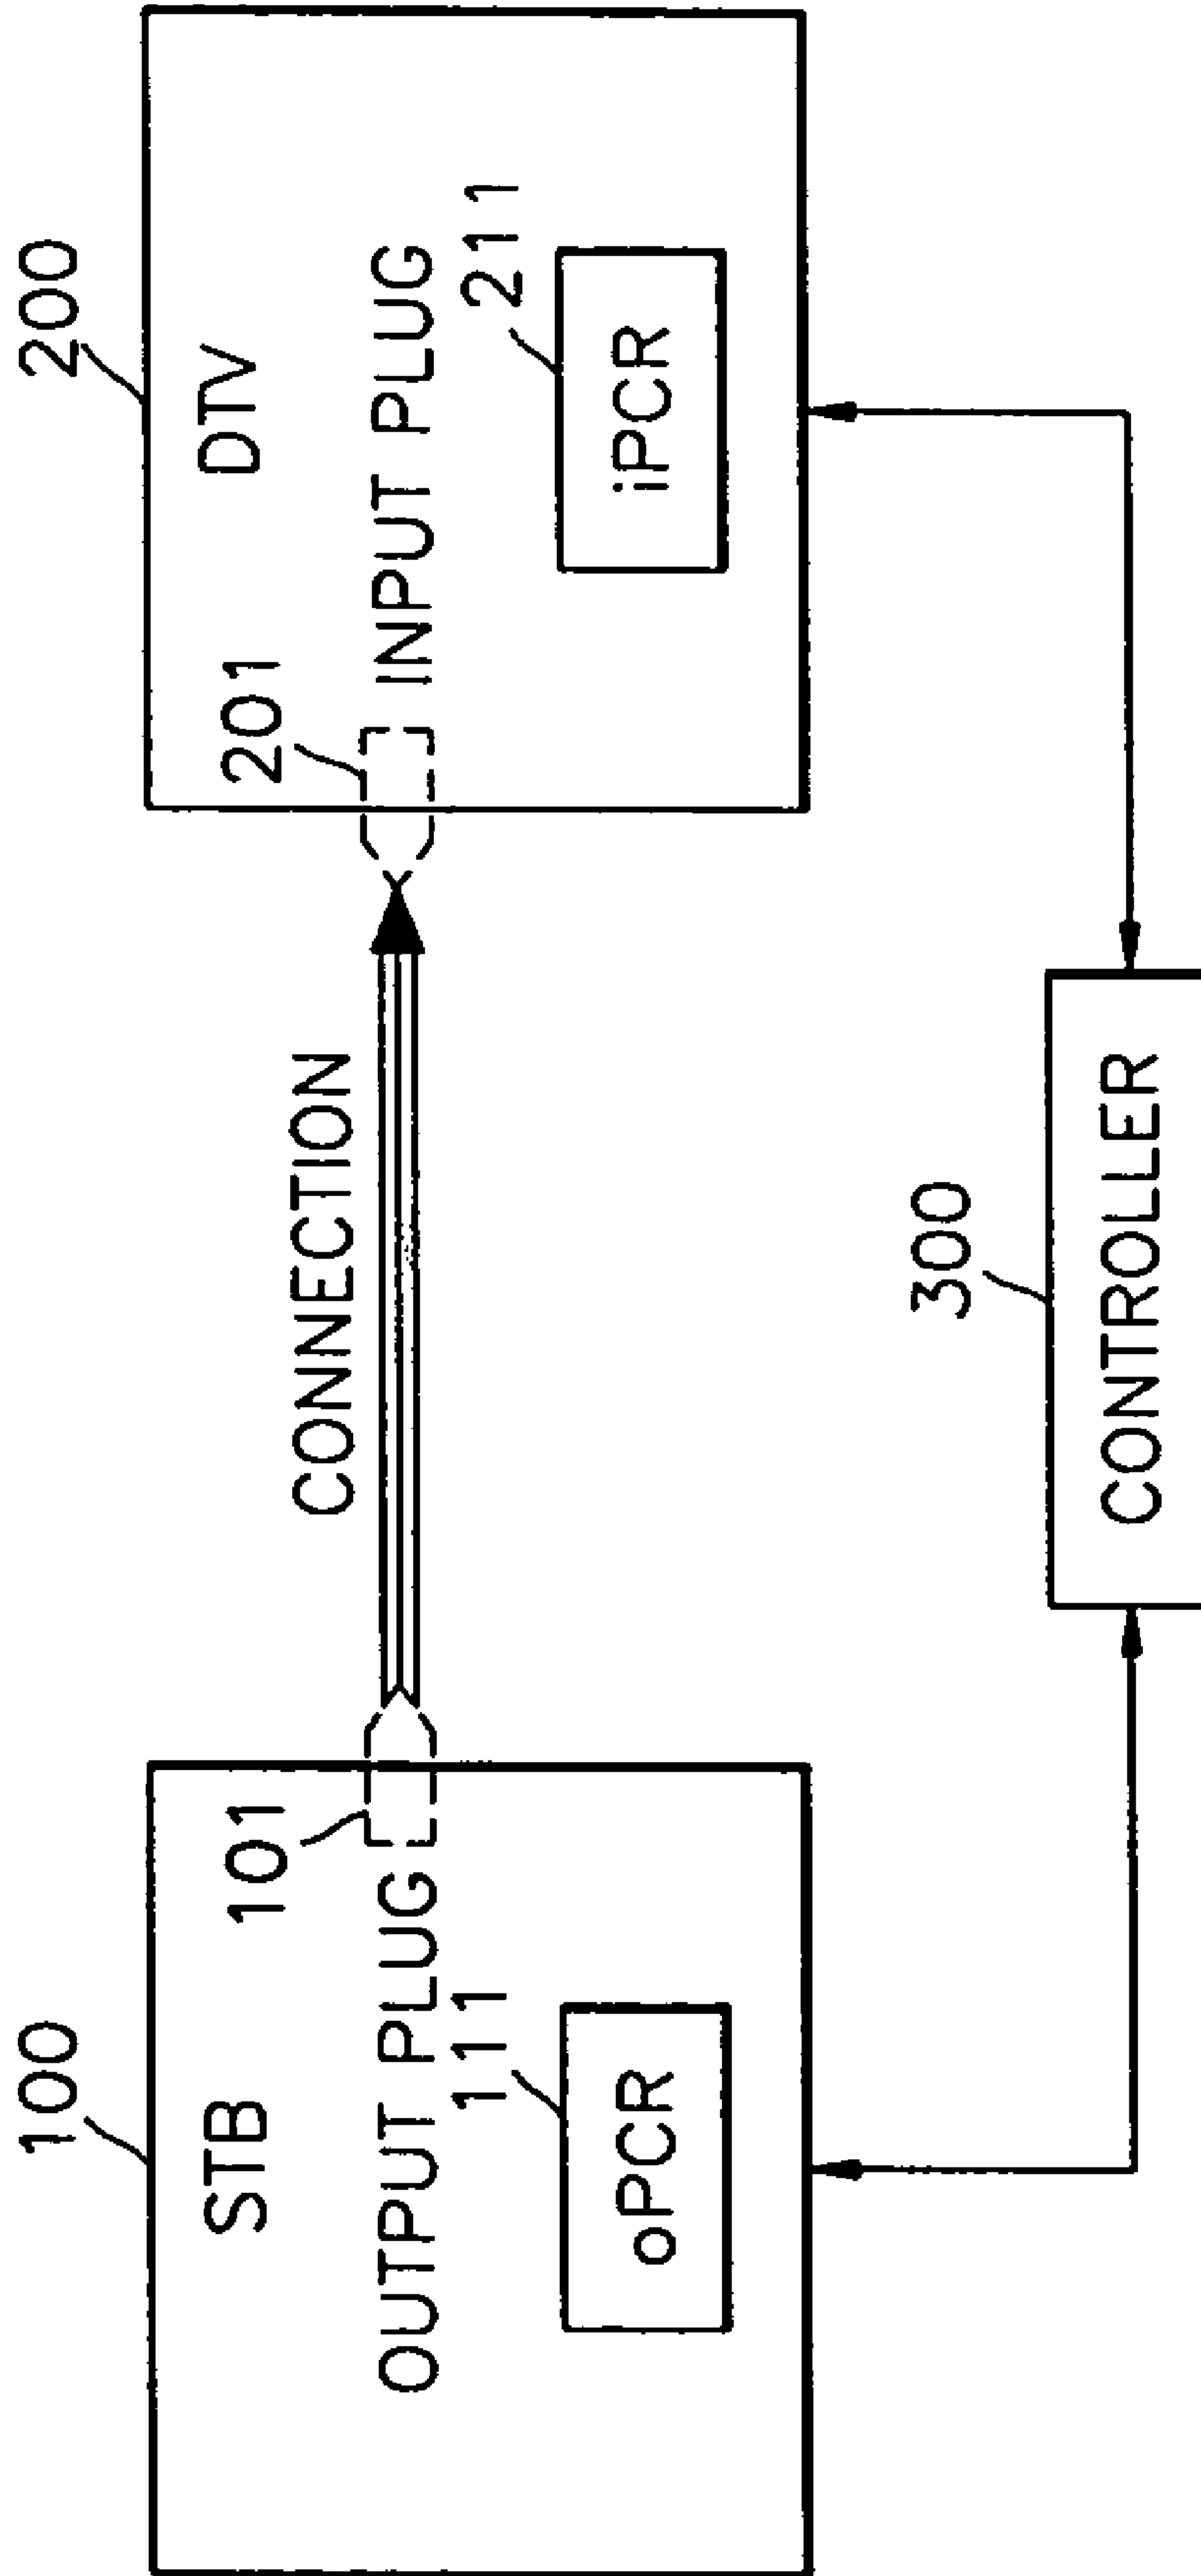 100
STB
101
OUTPUT PLUG
111
oPCR
CONNECTION
200
DTV
201
INPUT PLUG
211
iPCR
300
CONTROLLER